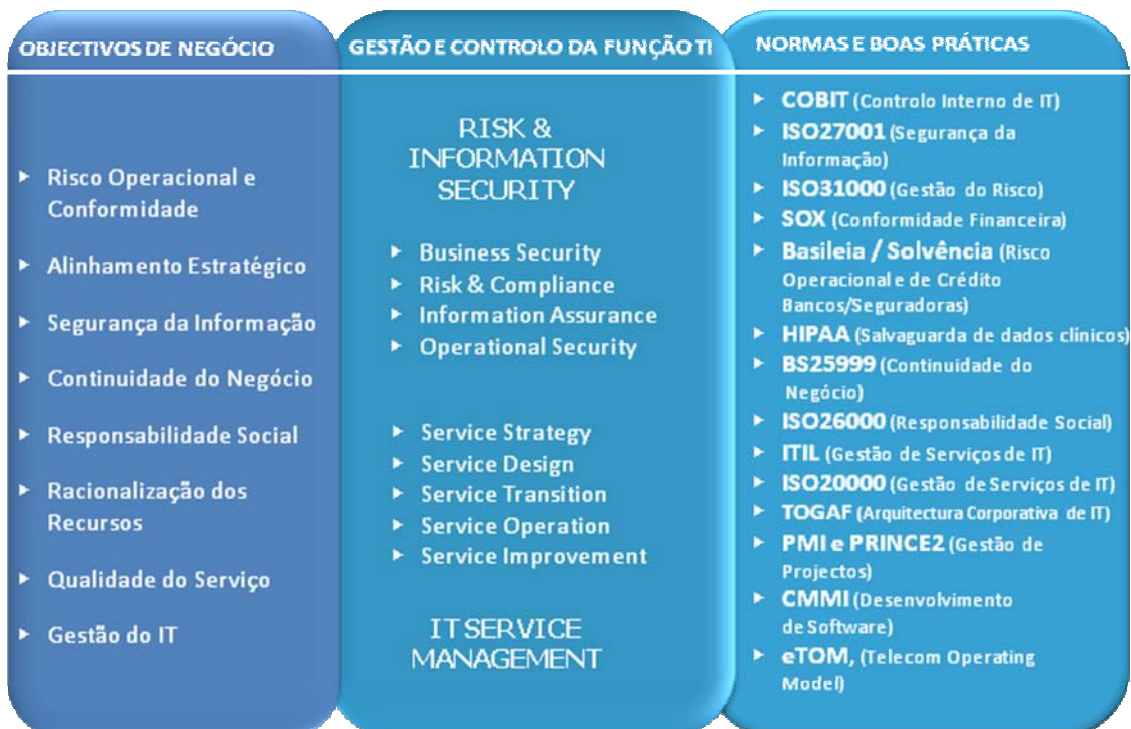 OBJECTIVOS DE NEGÓCIO
Risco Operacional e
Conformidade
Alinhamento Estratégico
Segurança da Informação
Continuidade do Negócio
Responsabilidade Social
Racionalização dos
Recursos
Qualidade do Serviço
Gestão do IT
GESTÃO E CONTROLO DA FUNÇÃO TI
RISK &
INFORMATION
SECURITY
Business Security
Risk & Compliance
Information Assurance
Operational Security
Service Strategy
Service Design
Service Transition
Service Operation
Service Improvement
IT SERVICE
MANAGEMENT
NORMAS E BOAS PRÁTICAS
COBIT (Controlo Interno de IT)
ISO27001 (Segurança da
Informação)
ISO31000 (Gestão do Risco)
SOX (Conformidade Financeira)
Basileia / Solvência (Risco
Operacional e de Crédito
Bancos/Seguradoras)
HIPAA (Salvaguarda de dados clínicos)
BS25999 (Continuidade do
Negócio)
ISO26000 (Responsabilidade Social)
ITIL (Gestão de Serviços de IT)
ISO20000 (Gestão de Serviços de IT)
TOGAF (Arquitectura Corporativa de IT)
PMI e PRINCE2 (Gestão de
Projectos)
CMMI (Desenvolvimento
de Software)
eTOM, (Telecom Operating
Model)